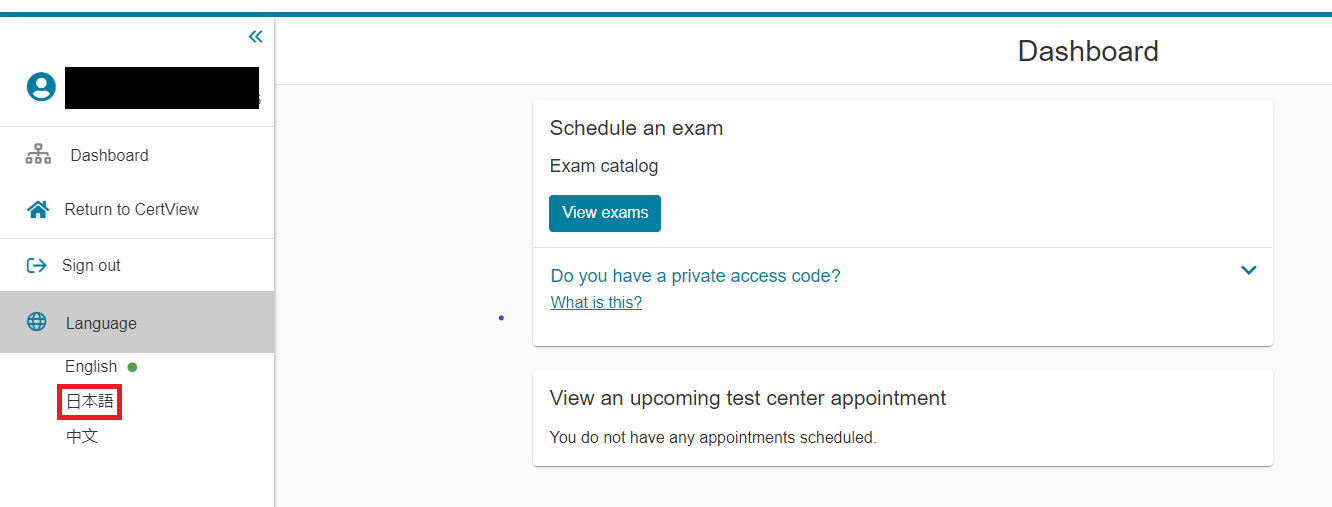 Dashboard
Dashboard
Return to CertView
Sign out
Language
English
日本語
中文
Schedule an exam
Exam catalog
View exams
Do you have a private access code?
What is this?
View an upcoming test center appointment
You do not have any appointments scheduled.